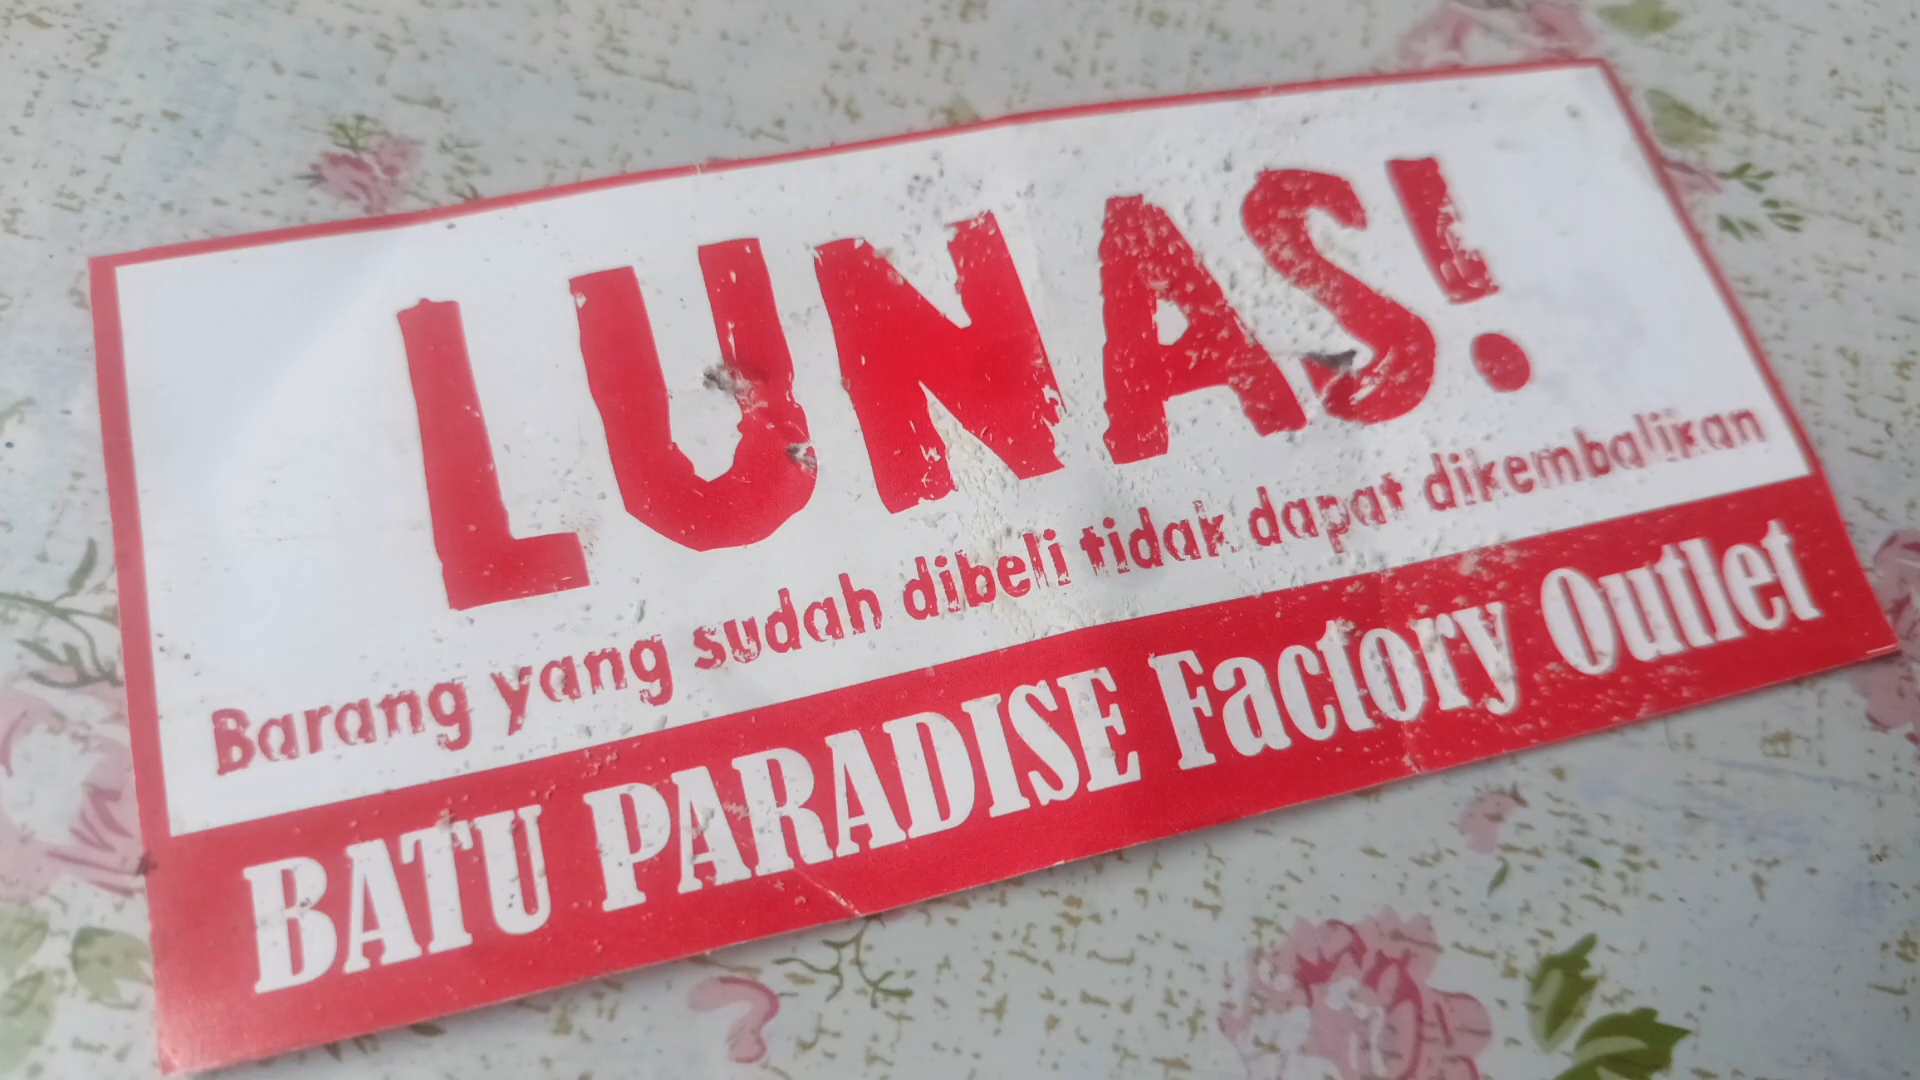 LUNAS!
Barang yang sudah dibeli tidak dapat dikembalikan
BATU PARADISE Factory Outlet